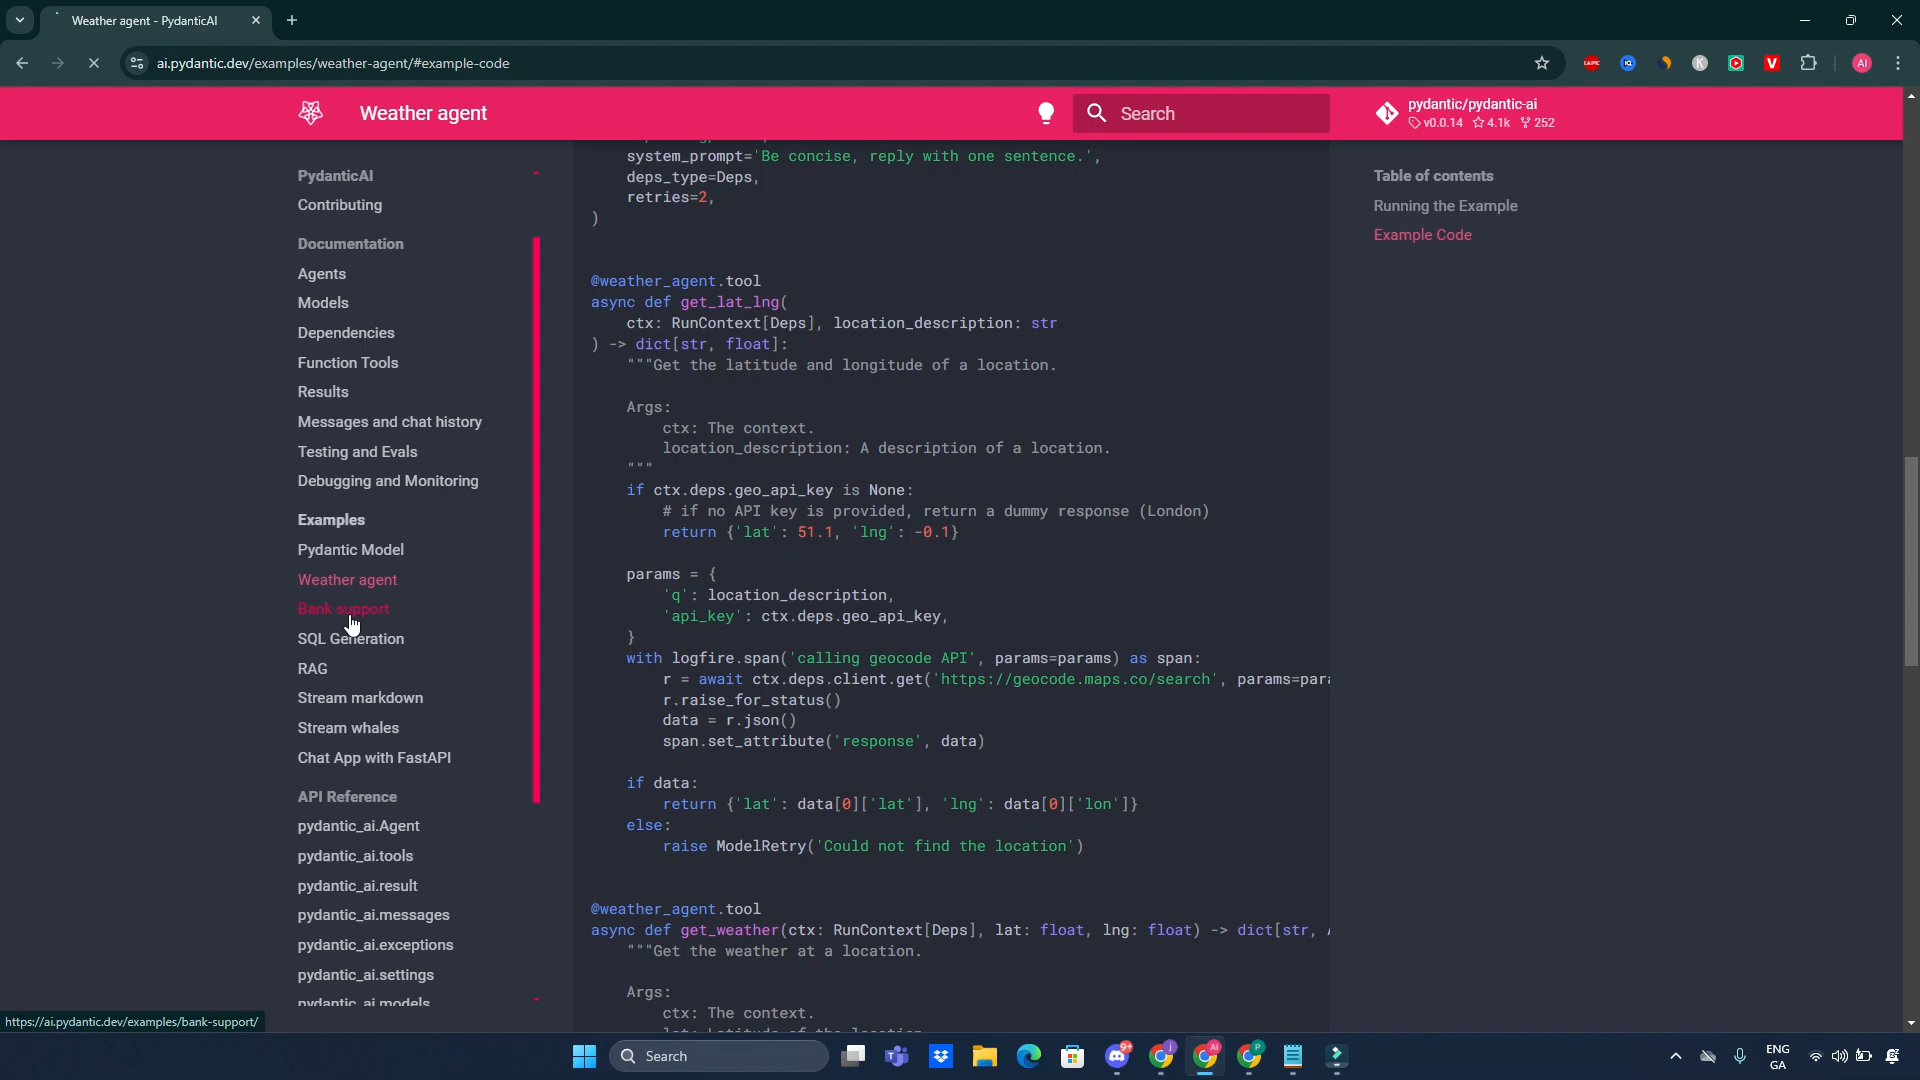 Weather agent - PydanticAI
ai.pydantic.dev/examples/weather-agent/#example-code
AI
Weather agent
Search
pydantic/pydantic-ai
v0.0.14 4.1k 252
PydanticAI
Contributing
Documentation
Agents
Models
Dependencies
Function Tools
Results
Messages and chat history
Testing and Evals
Debugging and Monitoring
Examples
Pydantic Model
Weather agent
Bank support
SQL Generation
RAG
Stream markdown
Stream whales
Chat App with FastAPI
API Reference
pydantic_ai.Agent
pydantic_ai.tools
pydantic_ai.result
pydantic_ai.messages
pydantic_ai.exceptions
pydantic_ai.settings
pydantic_ai.models
system_prompt='Be concise, reply with one sentence.',
deps_type=Deps,
retries=2,
)
@weather_agent.tool
async def get_lat_lng(
ctx: RunContext[Deps], location_description: str
) -> dict[str, float]:
"""Get the latitude and longitude of a location.
Args:
ctx: The context.
location_description: A description of a location.
"""
if ctx.deps.geo_api_key is None:
# if no API key is provided, return a dummy response (London)
return {'lat': 51.1, 'lng': -0.1}
params = {
'q': location_description,
'api_key': ctx.deps.geo_api_key,
}
with logfire.span('calling geocode API', params=params) as span:
r = await ctx.deps.client.get('https://geocode.maps.co/search', params=para
r.raise_for_status()
data = r.json()
span.set_attribute('response', data)
if data:
return {'lat': data[0]['lat'], 'lng': data[0]['lon']}
else:
raise ModelRetry('Could not find the location')
@weather_agent.tool
async def get_weather(ctx: RunContext[Deps], lat: float, lng: float) -> dict[str,
"""Get the weather at a location.
Args:
ctx: The context.
lat: Latitude of the location
Table of contents
Running the Example
Example Code
https://ai.pydantic.dev/examples/bank-support/
Search
9+
ENG
GA